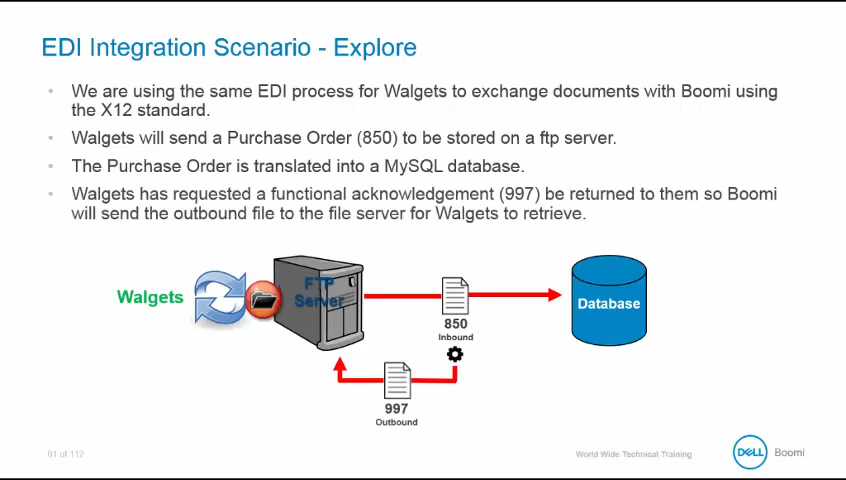 EDI Integration Scenario - Explore
• We are using the same EDI process for Walgets to exchange documents with Boomi using
the X12 standard.
• Walgets will send a Purchase Order (850) to be stored on a ftp server.
• The Purchase Order is translated into a MySQL database.
• Walgets has requested a functional acknowledgement (997) be returned to them so Boomi
will send the outbound file to the file server for Walgets to retrieve.
Walgets
FTP
Server
850
Inbound
Database
997
Outbound
61 of 112
World Wide Technical Training
DELL
Boomi